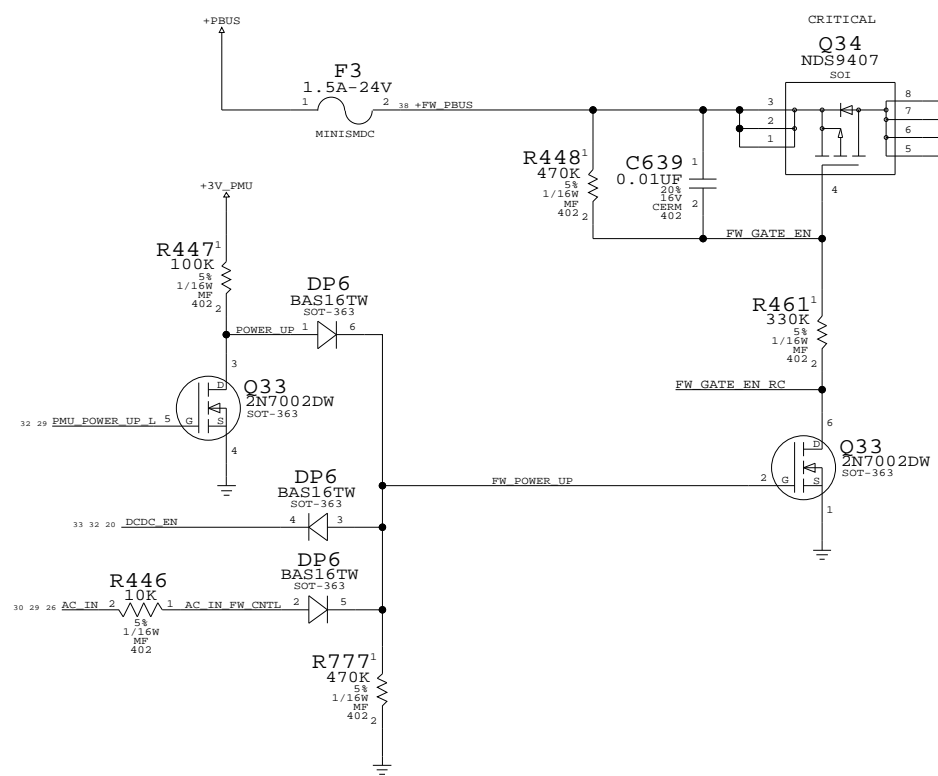 +PBUS
CRITICAL
Q34
NDS9407
SOI
F3
1.5A-24V
1 2
MINISMDC
38 +FW_PBUS
3
2
1
8
7
6
5
4
R448
470K
5%
1/16W
MF
402
1
2
C639
0.01UF
20%
16V
CERM
402
1
2
FW_GATE_EN
+3V_PMU
R447
100K
5%
1/16W
MF
402
1
2
DP6
BAS16TW
SOT-363
POWER_UP 1 6
R461
330K
5%
1/16W
MF
402
1
2
FW_GATE_EN_RC
3
D
Q33
2N7002DW
SOT-363
32 29 PMU_POWER_UP_L 5 G S
4
6
D
Q33
2N7002DW
SOT-363
FW_POWER_UP 2 G S
1
DP6
BAS16TW
SOT-363
33 32 20 DCDC_EN 4 3
DP6
BAS16TW
SOT-363
R446
10K
30 29 26 AC_IN 2 1 AC_IN_FW_CNTL 2 5
5%
1/16W
MF
402
R777
470K
5%
1/16W
MF
402
1
2